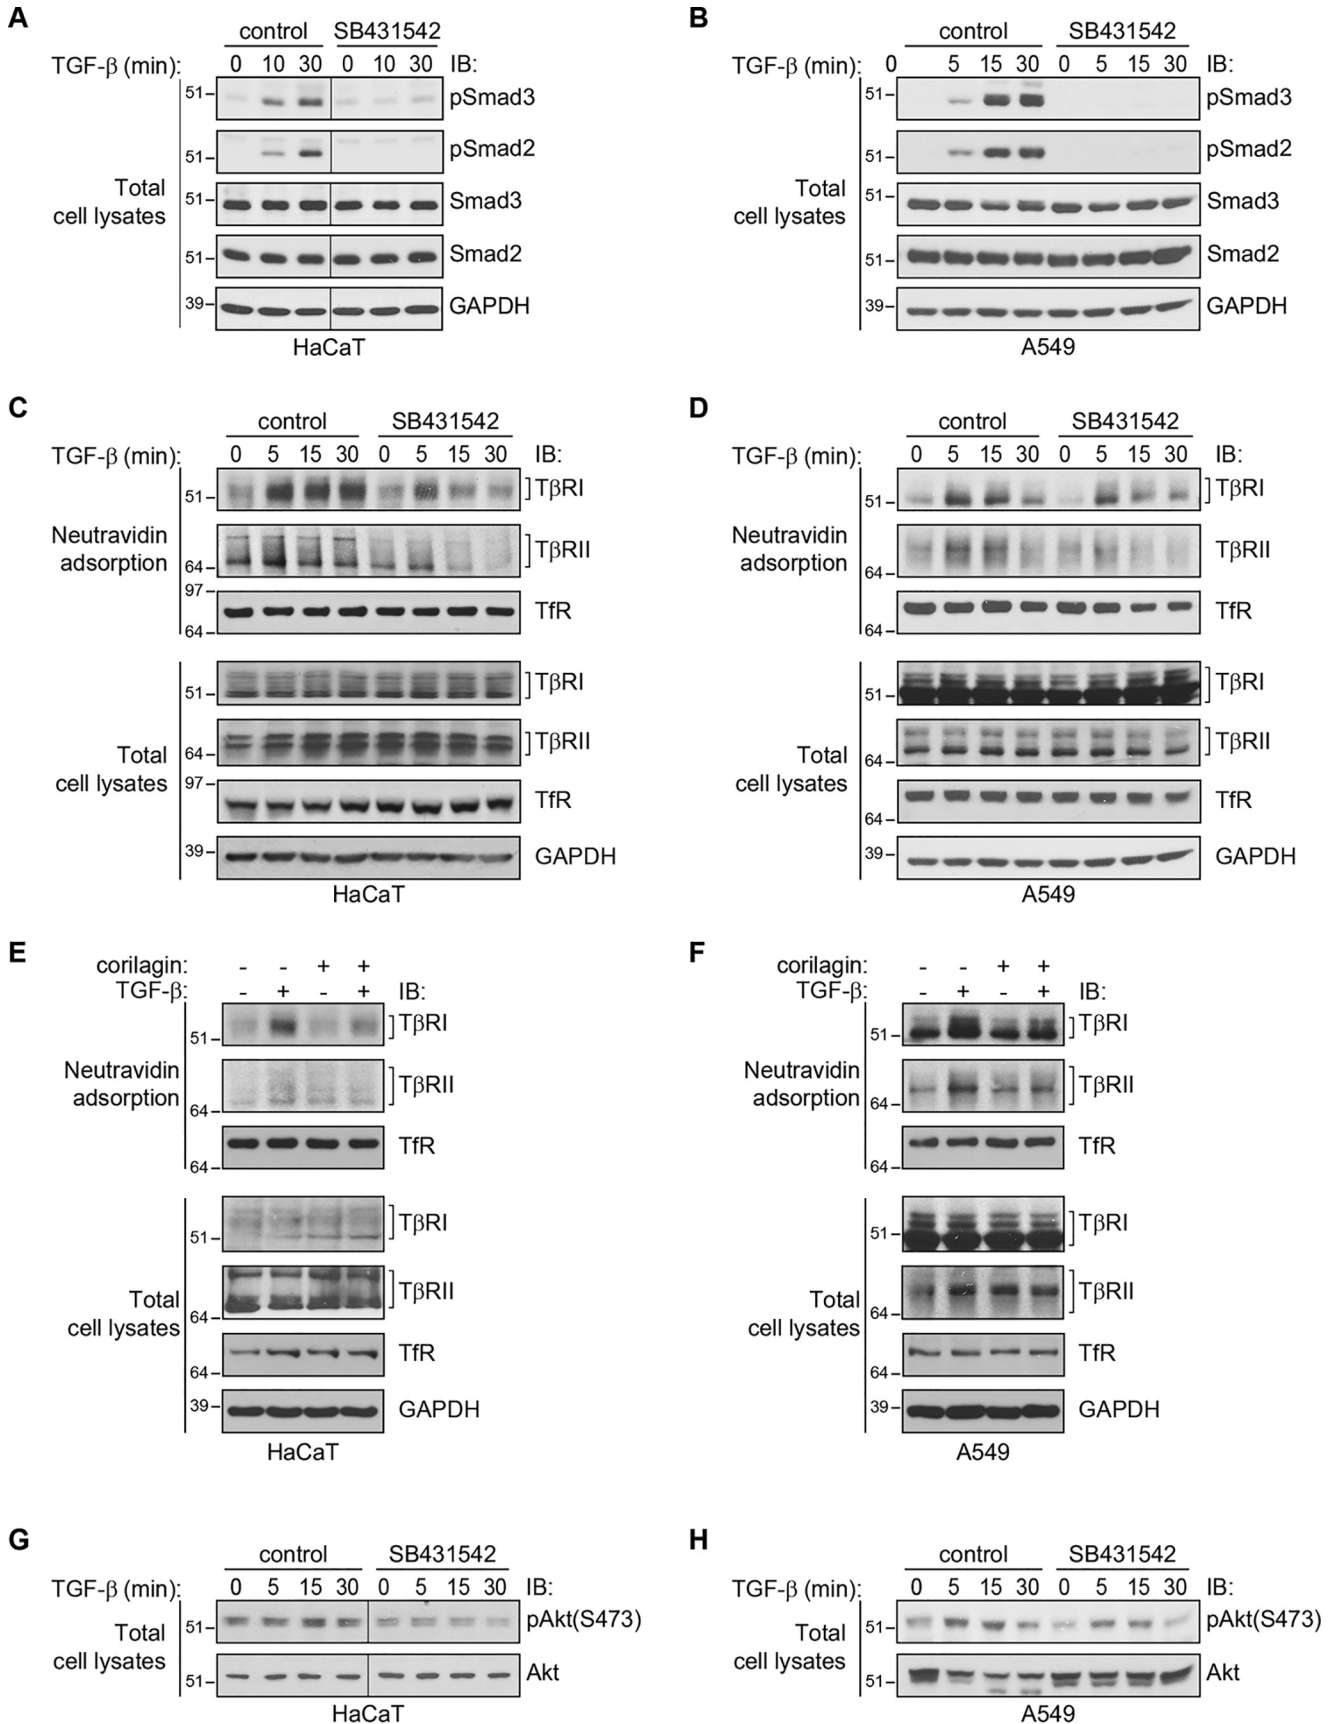 A
control SB431542
TGF-β (min): 0 10 30 0 10 30 IB:
51 pSmad3
51 pSmad2
Total cell lysates
51 Smad3
51 Smad2
39 GAPDH
HaCaT
B
control SB431542
TGF-β (min): 0 5 15 30 0 5 15 30 IB:
51 pSmad3
51 pSmad2
Total cell lysates
51 Smad3
51 Smad2
39 GAPDH
A549
C
control SB431542
TGF-β (min): 0 5 15 30 0 5 15 30 IB:
51 TβRI
Neutravidin adsorption
64 TβRII
97
TfR
64
51 TβRI
Total cell lysates
64 TβRII
97
TfR
39 GAPDH
HaCaT
D
control SB431542
TGF-β (min): 0 5 15 30 0 5 15 30 IB:
51 TβRI
Neutravidin adsorption
TβRII
64
TfR
64
51 TβRI
Total cell lysates
TβRII
64
TfR
64
39 GAPDH
A549
E
corilagin: - - + +
TGF-β: - + - + IB:
TβRI
51
Neutravidin adsorption
TβRII
64
TfR
64
TβRI
51
Total cell lysates
TβRII
64
TfR
64
39 GAPDH
HaCaT
F
corilagin: - - + +
TGF-β: - + - + IB:
TβRI
51
Neutravidin adsorption
TβRII
64
TfR
64
TβRI
51
Total cell lysates
TβRII
64
TfR
64
39 GAPDH
A549
G
control SB431542
TGF-β (min): 0 5 15 30 0 5 15 30 IB:
51 pAkt(S473)
Total cell lysates
51 Akt
HaCaT
H
control SB431542
TGF-β (min): 0 5 15 30 0 5 15 30 IB:
51 pAkt(S473)
Total cell lysates
51 Akt
A549